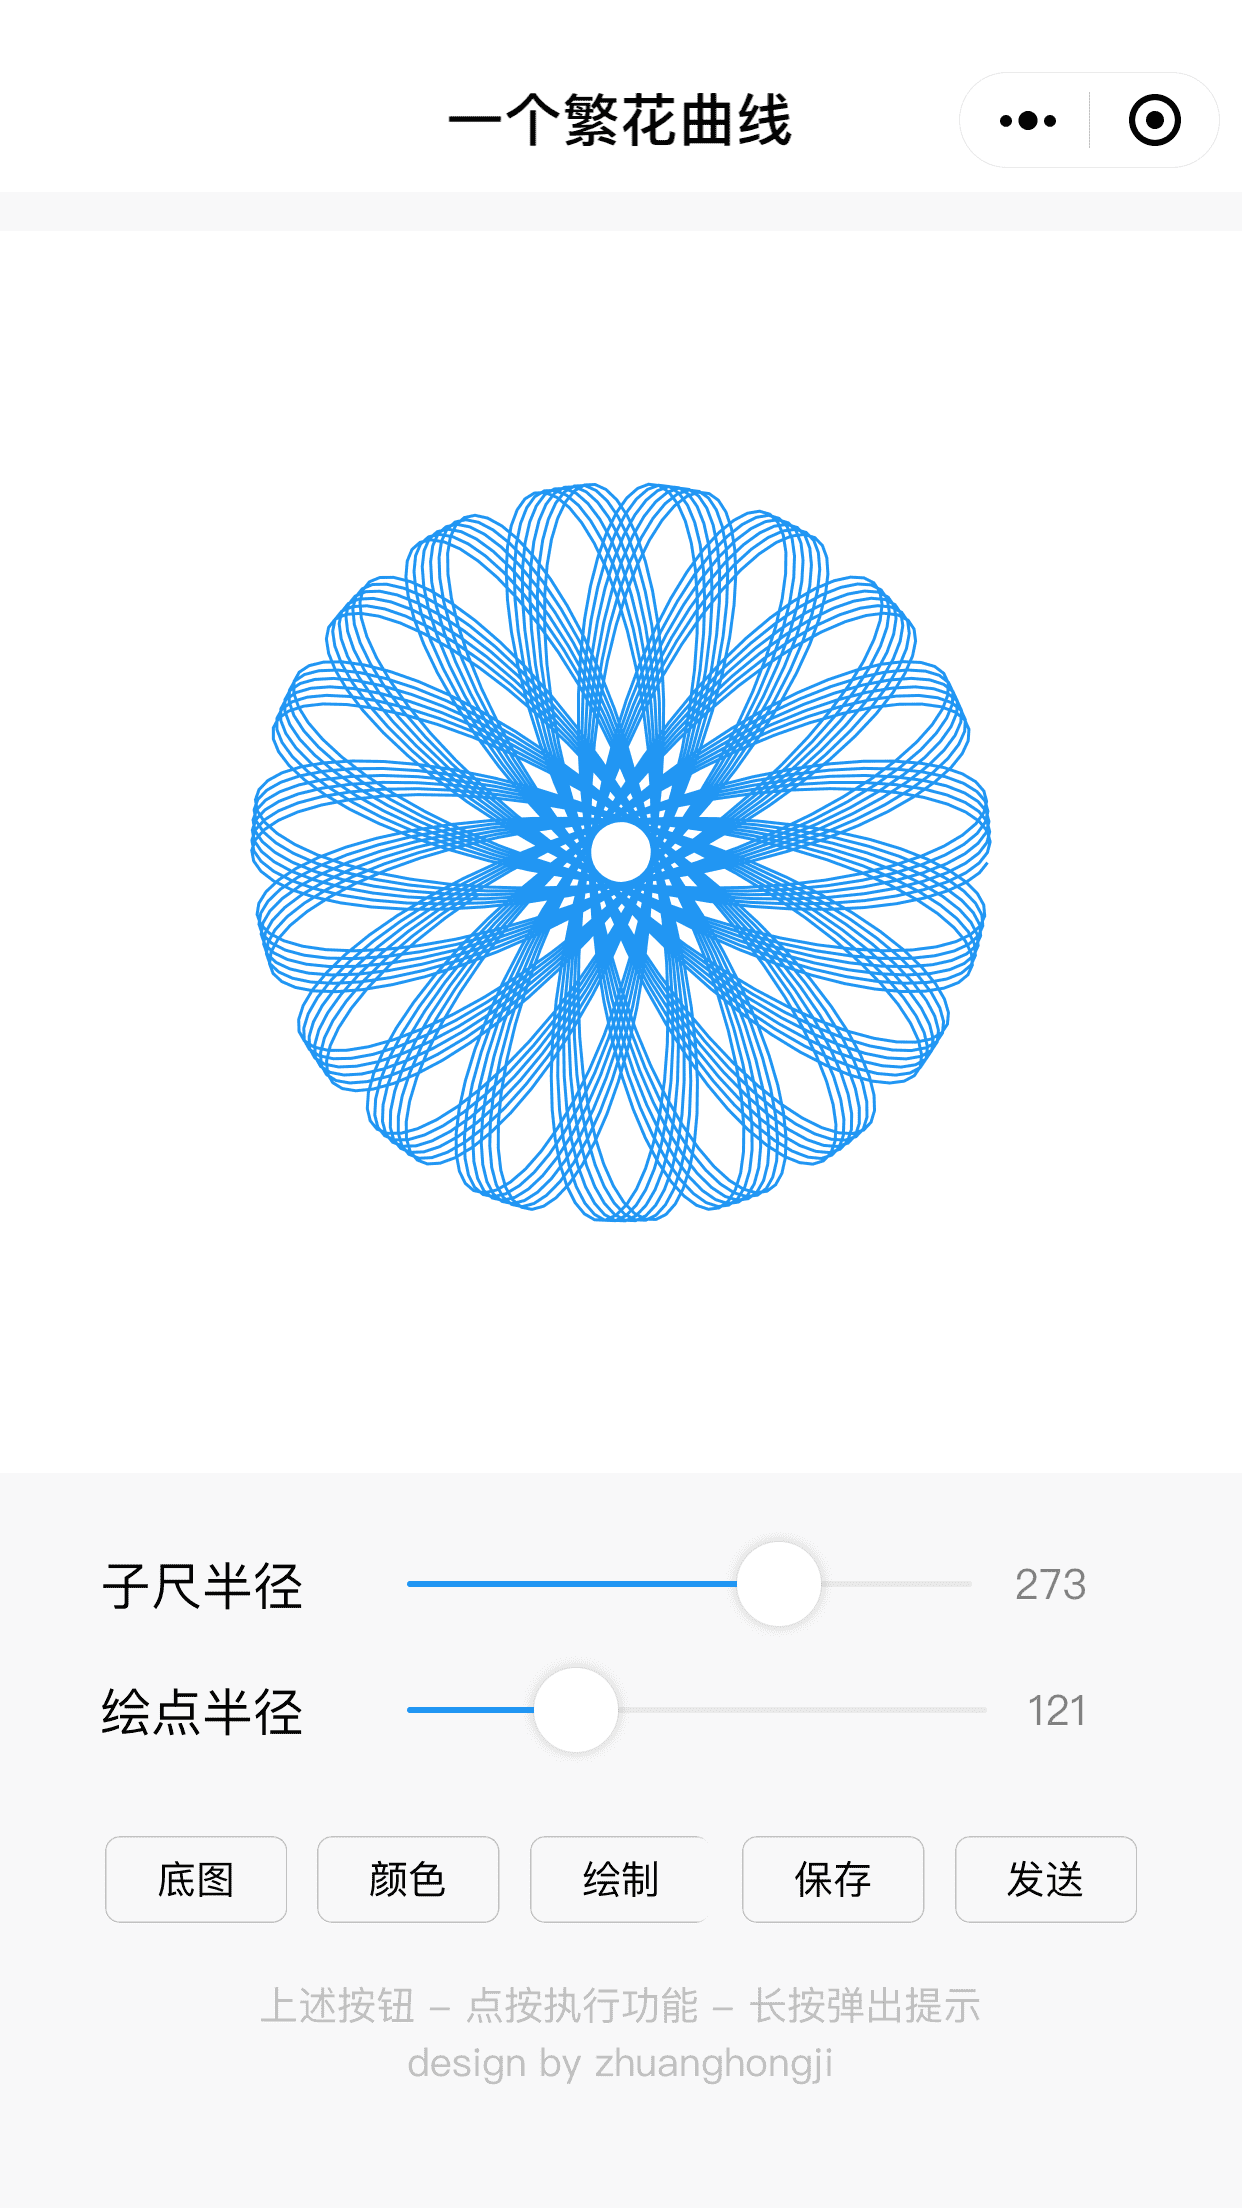 一个繁花曲线
子尺半径 273
绘点半径 121
底图 颜色 绘制 保存 发送
上述按钮 – 点按执行功能 – 长按弹出提示
design by zhuanghongji